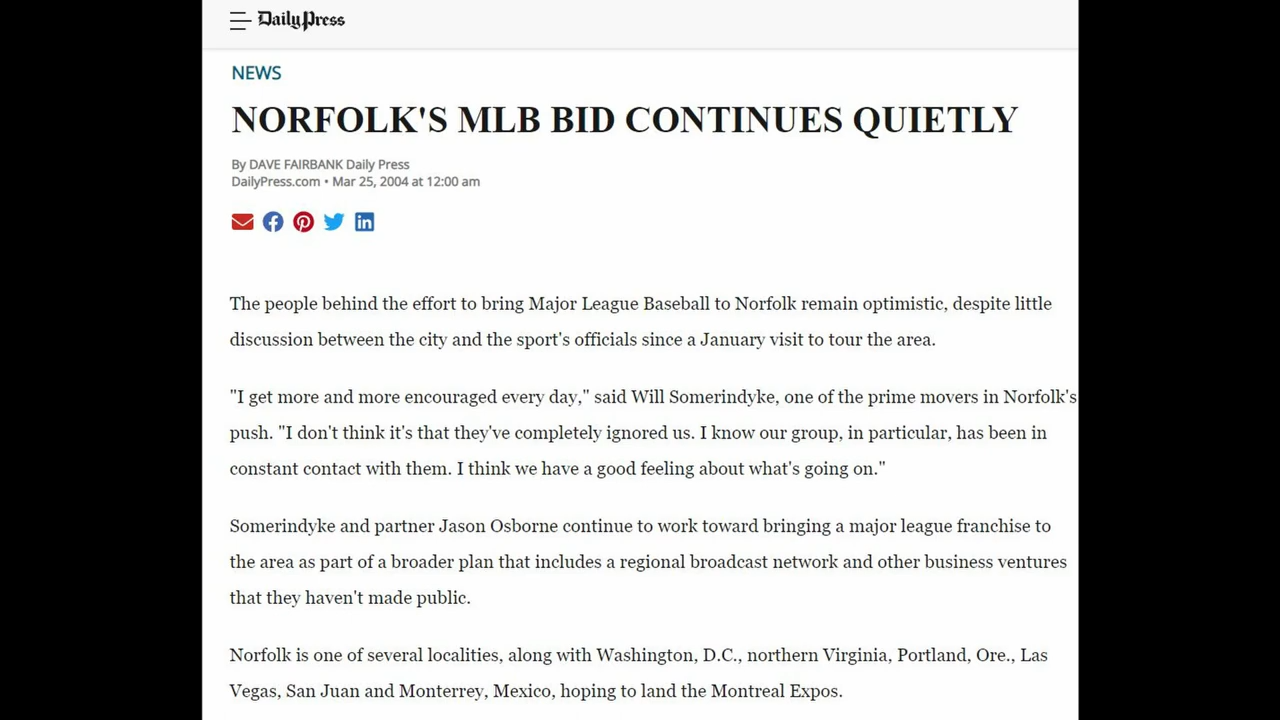 Daily Press
NEWS
NORFOLK'S MLB BID CONTINUES QUIETLY
By DAVE FAIRBANK Daily Press
DailyPress.com • Mar 25, 2004 at 12:00 am
The people behind the effort to bring Major League Baseball to Norfolk remain optimistic, despite little
discussion between the city and the sport's officials since a January visit to tour the area.
"I get more and more encouraged every day," said Will Somerindyke, one of the prime movers in Norfolk's
push. "I don't think it's that they've completely ignored us. I know our group, in particular, has been in
constant contact with them. I think we have a good feeling about what's going on."
Somerindyke and partner Jason Osborne continue to work toward bringing a major league franchise to
the area as part of a broader plan that includes a regional broadcast network and other business ventures
that they haven't made public.
Norfolk is one of several localities, along with Washington, D.C., northern Virginia, Portland, Ore., Las
Vegas, San Juan and Monterrey, Mexico, hoping to land the Montreal Expos.